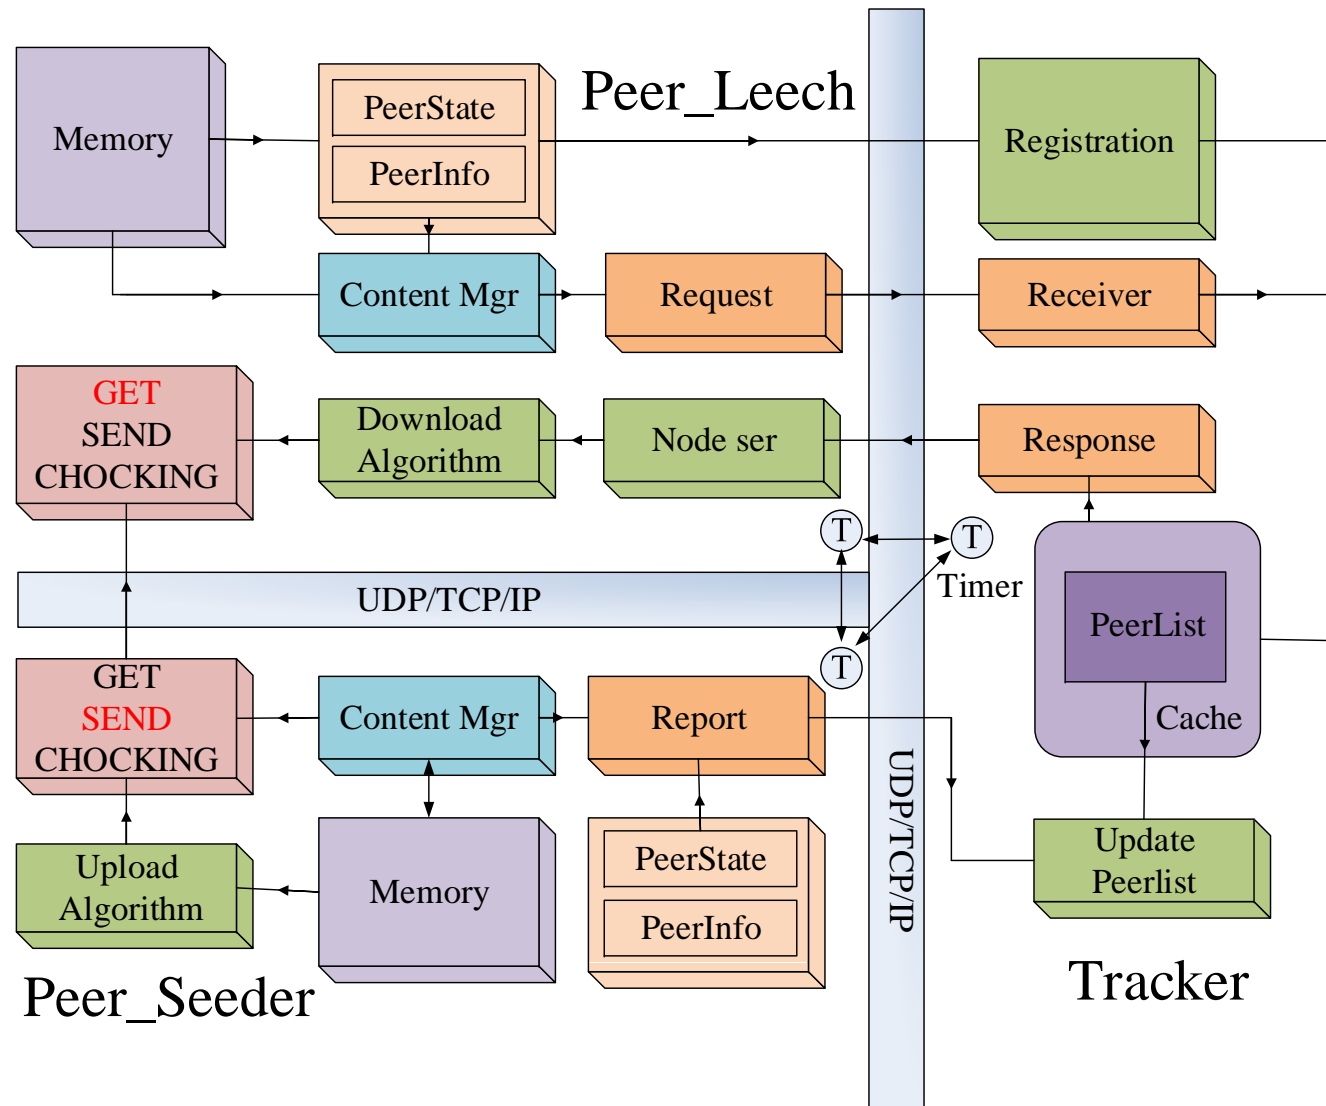 Peer_Leech
Memory
PeerState
PeerInfo
Registration
Content Mgr
Request
Receiver
GET
SEND
CHOCKING
Download
Algorithm
Node ser
Response
T
T
Timer
T
UDP/TCP/IP
PeerList
Cache
GET
SEND
CHOCKING
Content Mgr
Report
UDP/TCP/IP
Upload
Algorithm
Memory
PeerState
PeerInfo
Update
Peerlist
Peer_Seeder
Tracker